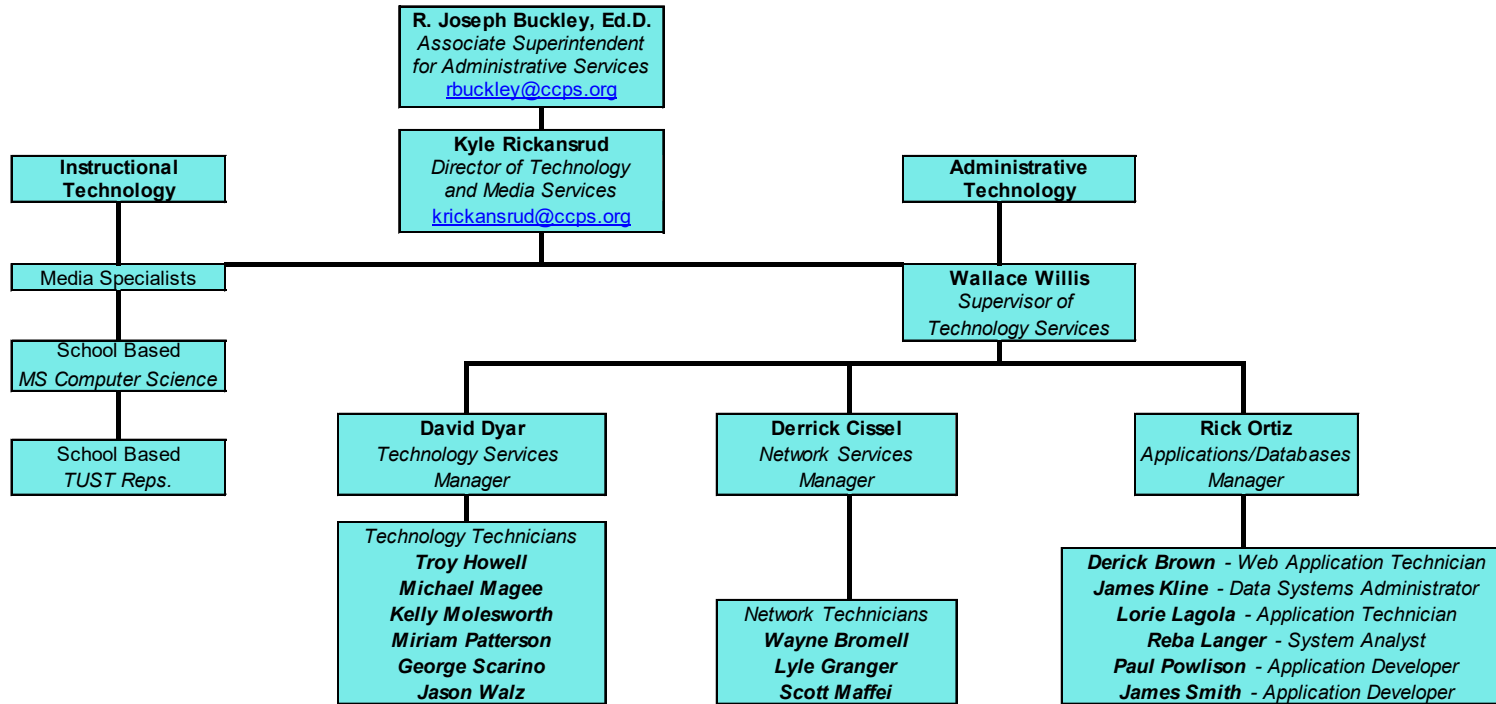 R. Joseph Buckley, Ed.D.
Associate Superintendent
for Administrative Services
rbuckley@ccps.org
Kyle Rickansrud
Director of Technology
and Media Services
krickansrud@ccps.org
Instructional
Technology
Administrative
Technology
Media Specialists
School Based
MS Computer Science
School Based
TUST Reps.
Wallace Willis
Supervisor of
Technology Services
David Dyar
Technology Services
Manager
Technology Technicians
Troy Howell
Michael Magee
Kelly Molesworth
Miriam Patterson
George Scarino
Jason Walz
Derrick Cissel
Network Services
Manager
Network Technicians
Wayne Bromell
Lyle Granger
Scott Maffei
Rick Ortiz
Applications/Databases
Manager
Derick Brown - Web Application Technician
James Kline - Data Systems Administrator
Lorie Lagola - Application Technician
Reba Langer - System Analyst
Paul Powlison - Application Developer
James Smith - Application Developer